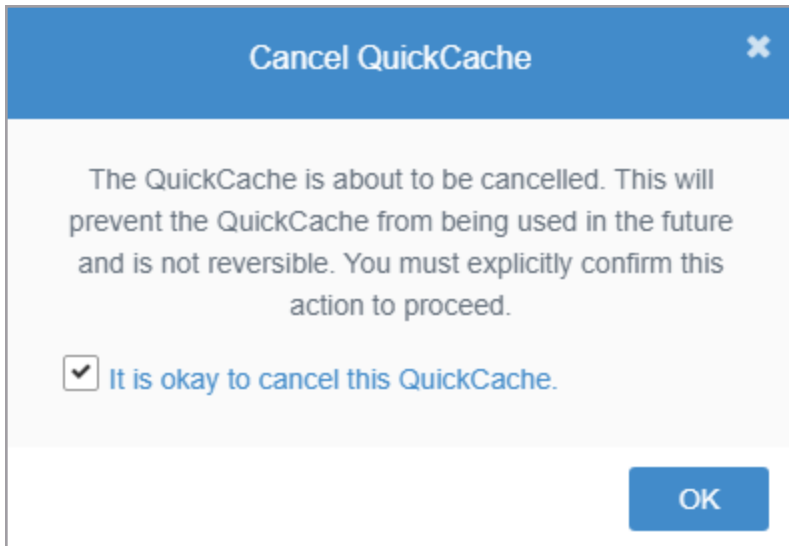 Cancel QuickCache
The QuickCache is about to be cancelled. This will
prevent the QuickCache from being used in the future
and is not reversible. You must explicitly confirm this
action to proceed.
It is okay to cancel this QuickCache.
OK